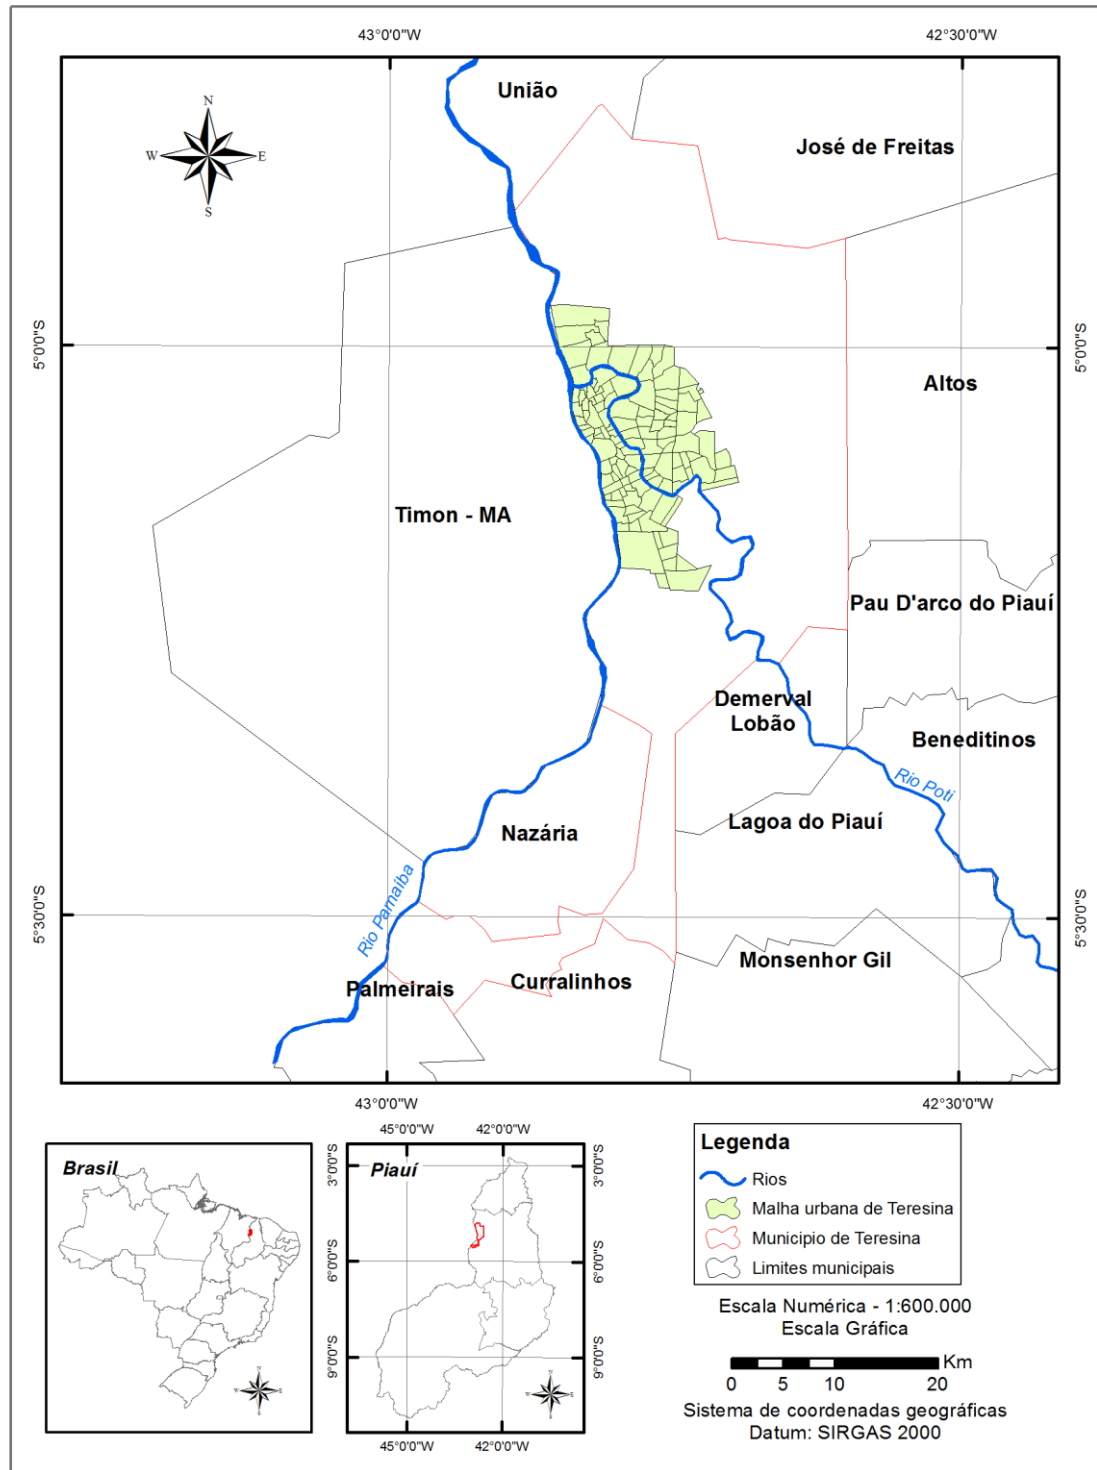 43°0'0"W
42°30'0"W
União
N
José de Freitas
W
E
S
5°0'0"S
5°0'0"S
Altos
Timon - MA
Pau D'arco do Piauí
Demerval
Lobão
Beneditinos
Rio Poti
Lagoa do Piauí
Nazária
Rio Parnaíba
5°30'0"S
5°30'0"S
Monsenhor Gil
Curralinhos
Palmeirais
43°0'0"W
42°30'0"W
45°0'0"W
42°0'0"W
Brasil
Piauí
3°0'0"S
3°0'0"S
6°0'0"S
6°0'0"S
9°0'0"S
9°0'0"S
N
W
E
S
N
W
E
S
45°0'0"W
42°0'0"W
Legenda
Rios
Malha urbana de Teresina
Municipio de Teresina
Limites municipais
Escala Numérica - 1:600.000
Escala Gráfica
Km
0 5 10 20
Sistema de coordenadas geográficas
Datum: SIRGAS 2000